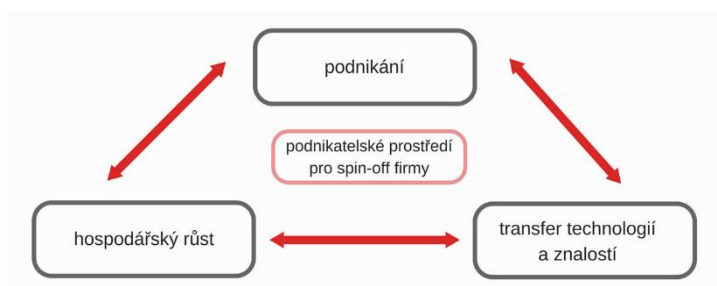 podnikání
podnikatelské prostředí
pro spin-off firmy
hospodářský růst
transfer technologií
a znalostí